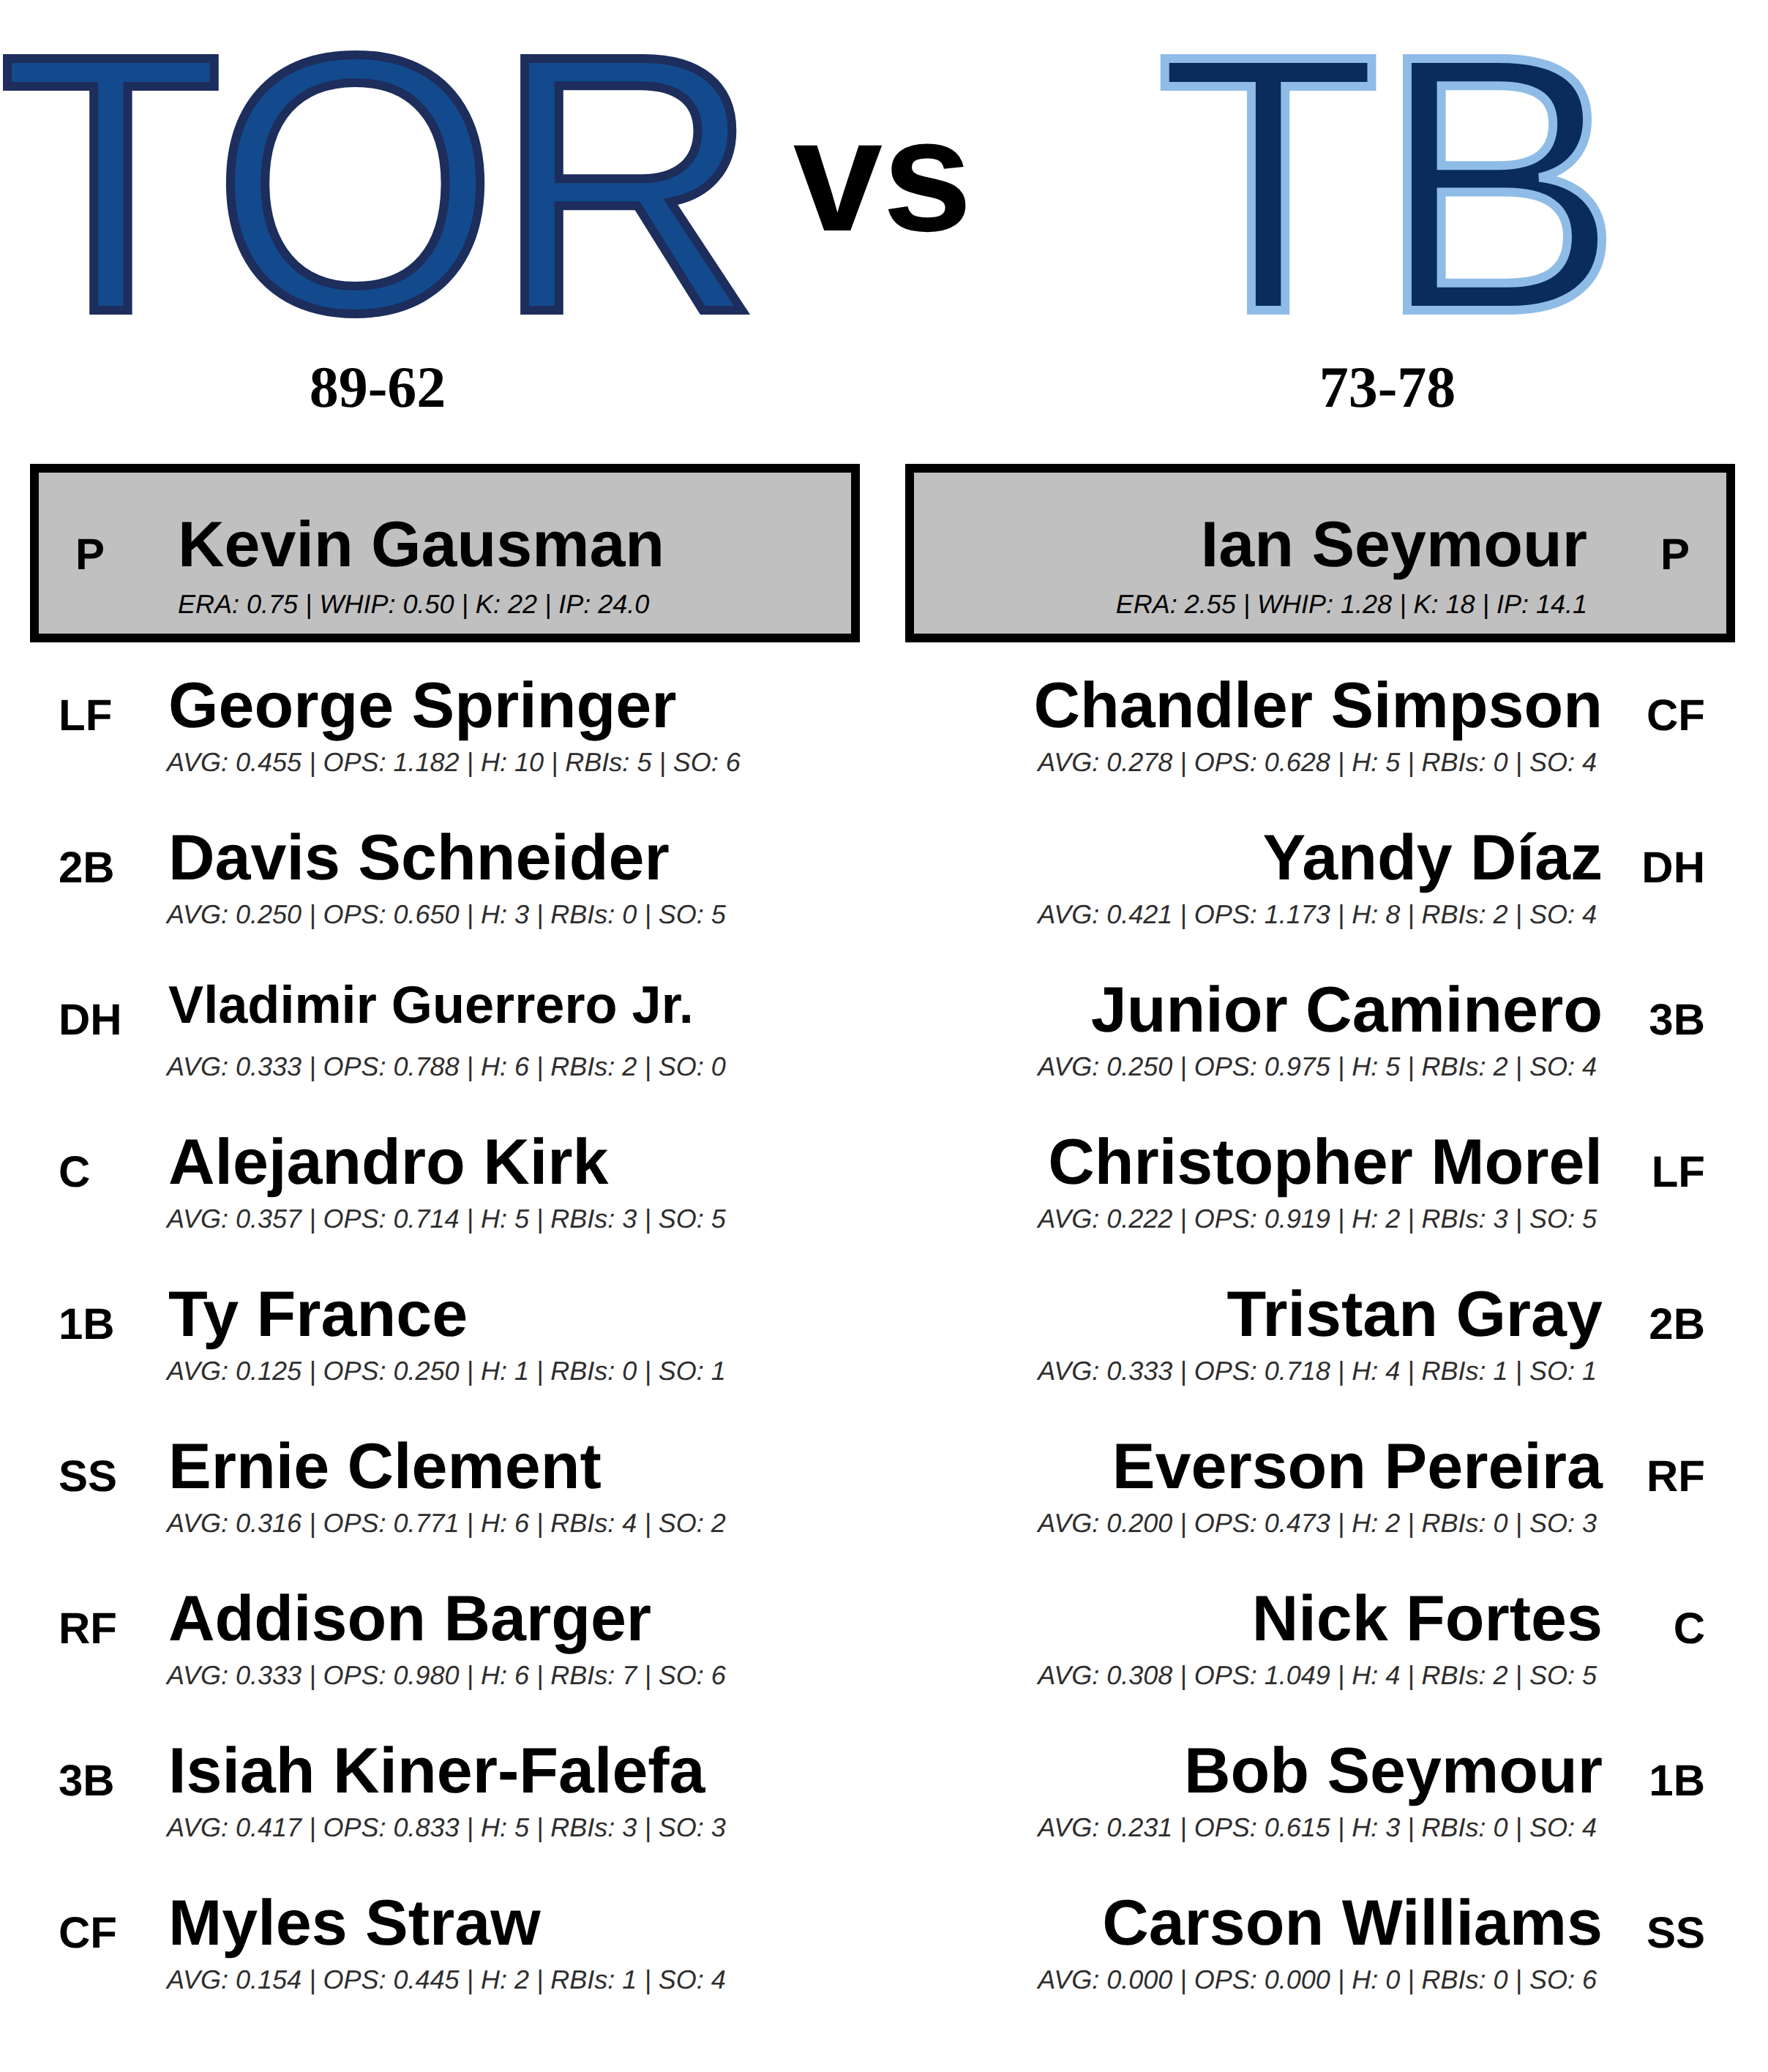 TOR vs TB
89-62 73-78
P Kevin Gausman
ERA: 0.75 | WHIP: 0.50 | K: 22 | IP: 24.0
Ian Seymour P
ERA: 2.55 | WHIP: 1.28 | K: 18 | IP: 14.1
LF George Springer
AVG: 0.455 | OPS: 1.182 | H: 10 | RBIs: 5 | SO: 6
2B Davis Schneider
AVG: 0.250 | OPS: 0.650 | H: 3 | RBIs: 0 | SO: 5
DH Vladimir Guerrero Jr.
AVG: 0.333 | OPS: 0.788 | H: 6 | RBIs: 2 | SO: 0
C Alejandro Kirk
AVG: 0.357 | OPS: 0.714 | H: 5 | RBIs: 3 | SO: 5
1B Ty France
AVG: 0.125 | OPS: 0.250 | H: 1 | RBIs: 0 | SO: 1
SS Ernie Clement
AVG: 0.316 | OPS: 0.771 | H: 6 | RBIs: 4 | SO: 2
RF Addison Barger
AVG: 0.333 | OPS: 0.980 | H: 6 | RBIs: 7 | SO: 6
3B Isiah Kiner-Falefa
AVG: 0.417 | OPS: 0.833 | H: 5 | RBIs: 3 | SO: 3
CF Myles Straw
AVG: 0.154 | OPS: 0.445 | H: 2 | RBIs: 1 | SO: 4
Chandler Simpson CF
AVG: 0.278 | OPS: 0.628 | H: 5 | RBIs: 0 | SO: 4
Yandy Díaz DH
AVG: 0.421 | OPS: 1.173 | H: 8 | RBIs: 2 | SO: 4
Junior Caminero 3B
AVG: 0.250 | OPS: 0.975 | H: 5 | RBIs: 2 | SO: 4
Christopher Morel LF
AVG: 0.222 | OPS: 0.919 | H: 2 | RBIs: 3 | SO: 5
Tristan Gray 2B
AVG: 0.333 | OPS: 0.718 | H: 4 | RBIs: 1 | SO: 1
Everson Pereira RF
AVG: 0.200 | OPS: 0.473 | H: 2 | RBIs: 0 | SO: 3
Nick Fortes C
AVG: 0.308 | OPS: 1.049 | H: 4 | RBIs: 2 | SO: 5
Bob Seymour 1B
AVG: 0.231 | OPS: 0.615 | H: 3 | RBIs: 0 | SO: 4
Carson Williams SS
AVG: 0.000 | OPS: 0.000 | H: 0 | RBIs: 0 | SO: 6